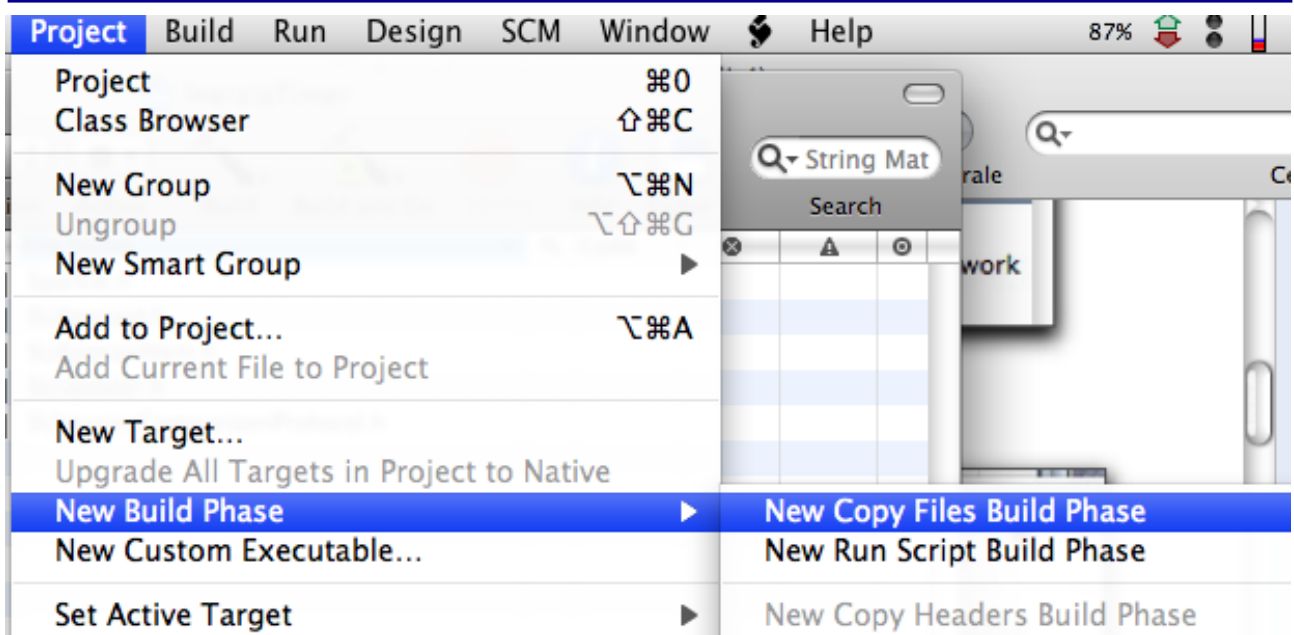 Project Build Run Design SCM Window Help 87%
Project ⌘0
Class Browser ⇧⌘C
New Group ⌥⌘N
Ungroup ⌥⇧⌘G
New Smart Group
Add to Project... ⌥⌘A
Add Current File to Project
New Target...
Upgrade All Targets in Project to Native
New Build Phase
New Custom Executable...
Set Active Target
New Copy Files Build Phase
New Run Script Build Phase
New Copy Headers Build Phase
String Mat
Search
rale
Ce
work